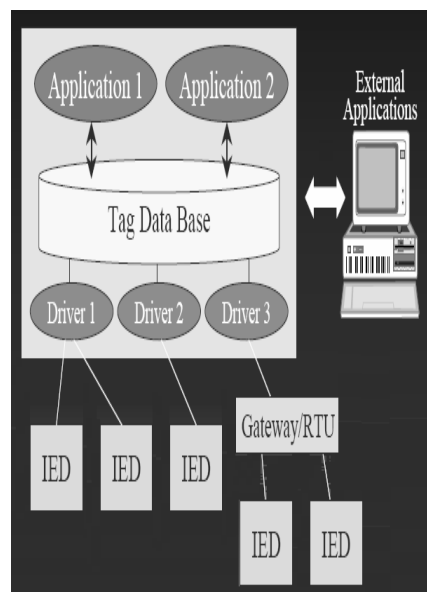 Application 1
Application 2
External
Applications
Tag Data Base
Driver 1
Driver 2
Driver 3
Gateway/RTU
IED
IED
IED
IED
IED